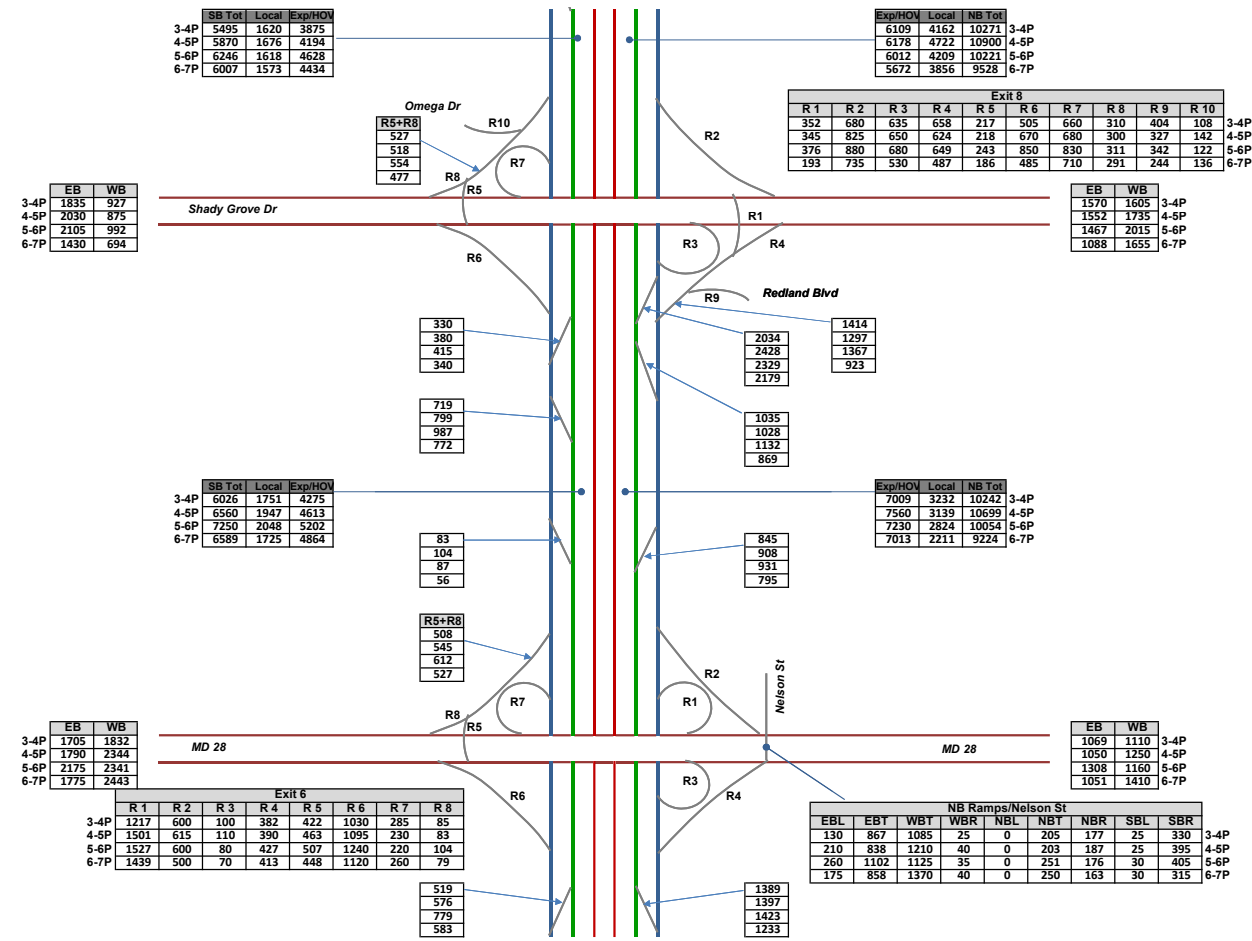 SB Tot Local Exp/HOV
3-4P 5495 1620 3875
4-5P 5870 1676 4194
5-6P 6246 1618 4628
6-7P 6007 1573 4434
Exp/HOV Local NB Tot
6109 4162 10271 3-4P
6178 4722 10900 4-5P
6012 4209 10221 5-6P
5672 3856 9528 6-7P
Exit 8
R 1 R 2 R 3 R 4 R 5 R 6 R 7 R 8 R 9 R 10
352 680 635 658 217 505 660 310 404 108 3-4P
345 825 650 624 218 670 680 300 327 142 4-5P
376 880 680 649 243 850 830 311 342 122 5-6P
193 735 530 487 186 485 710 291 244 136 6-7P
Omega Dr
R10
R5+R8
527
518
554
477
R7
R2
R8
R5
EB WB
3-4P 1835 927
4-5P 2030 875
5-6P 2105 992
6-7P 1430 694
Shady Grove Dr
EB WB
1570 1605 3-4P
1552 1735 4-5P
1467 2015 5-6P
1088 1655 6-7P
R1
R3
R4
R6
R9
Redland Blvd
330
380
415
340
2034
2428
2329
2179
1414
1297
1367
923
719
799
987
772
1035
1028
1132
869
SB Tot Local Exp/HOV
3-4P 6026 1751 4275
4-5P 6560 1947 4613
5-6P 7250 2048 5202
6-7P 6589 1725 4864
Exp/HOV Local NB Tot
7009 3232 10242 3-4P
7560 3139 10699 4-5P
7230 2824 10054 5-6P
7013 2211 9224 6-7P
83
104
87
56
845
908
931
795
R5+R8
508
545
612
527
R7
R2
R1
Nelson St
R8
R5
EB WB
3-4P 1705 1832
4-5P 1790 2344
5-6P 2175 2341
6-7P 1775 2443
MD 28
MD 28
EB WB
1069 1110 3-4P
1050 1250 4-5P
1308 1160 5-6P
1051 1410 6-7P
R3
R4
R6
Exit 6
R 1 R 2 R 3 R 4 R 5 R 6 R 7 R 8
3-4P 1217 600 100 382 422 1030 285 85
4-5P 1501 615 110 390 463 1095 230 83
5-6P 1527 600 80 427 507 1240 220 104
6-7P 1439 500 70 413 448 1120 260 79
NB Ramps/Nelson St
EBL EBT WBT WBR NBL NBT NBR SBL SBR
130 867 1085 25 0 205 177 25 330 3-4P
210 838 1210 40 0 203 187 25 395 4-5P
260 1102 1125 35 0 251 176 30 405 5-6P
175 858 1370 40 0 250 163 30 315 6-7P
519
576
779
583
1389
1397
1423
1233